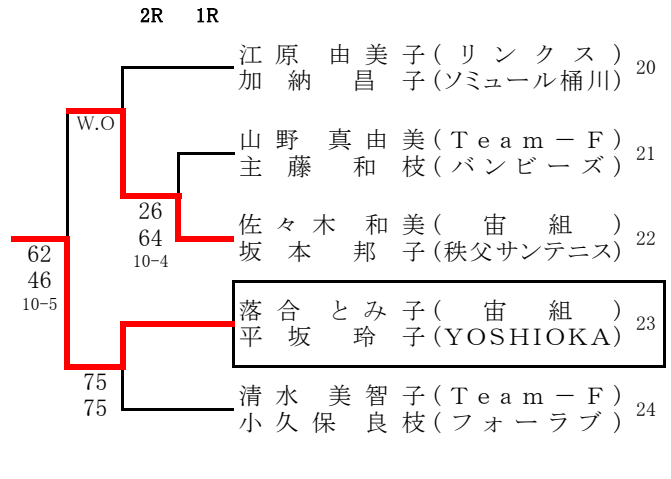 2R 1R
江原 由美子(リンクス) 20
加納 昌子(ソミュール桶川)
W.O
山野 真由美(Team－F) 21
主藤 和枝(バンビーズ)
26
64
10-4
佐々木 和美(宙組) 22
坂本 邦子(秩父サンテニス)
62
46
10-5
落合 とみ子(宙組) 23
平坂 玲子(YOSHIOKA)
75
75
清水 美智子(Team－F) 24
小久保 良枝(フォーラブ)